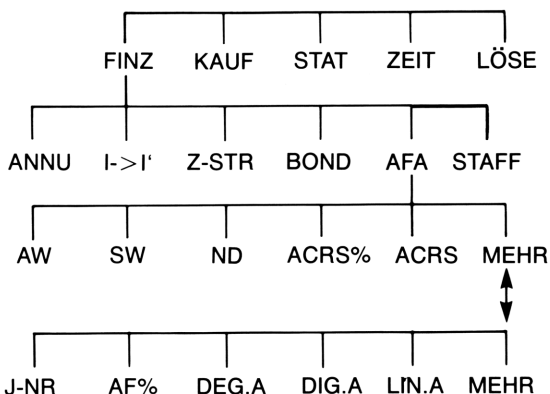 FINZ KAUF STAT ZEIT LÖSE
ANNU I->I' Z-STR BOND AFA STAFF
AW SW ND ACRS% ACRS MEHR
J-NR AF% DEG.A DIG.A LIN.A MEHR